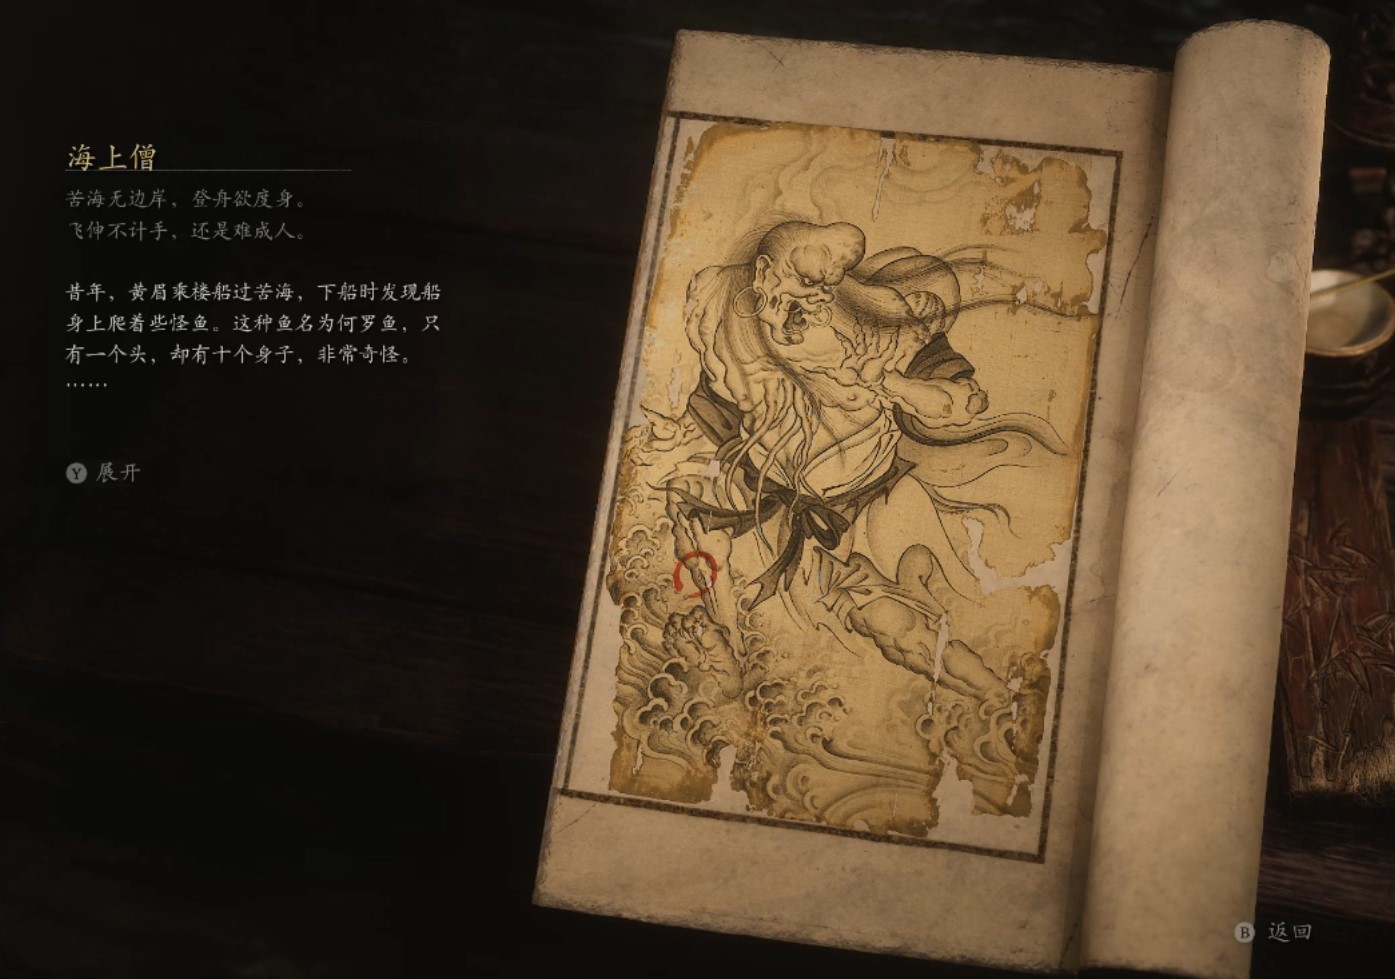 海上僧
苦海无边岸，登舟欲度身。
飞伸不计手，还是难成人。
昔年，黄眉乘楼船过苦海，下船时发现船
身上爬着些怪鱼。这种鱼名为何罗鱼，只
有一个头，却有十个身子，非常奇怪。
……
Y 展开
B 返回